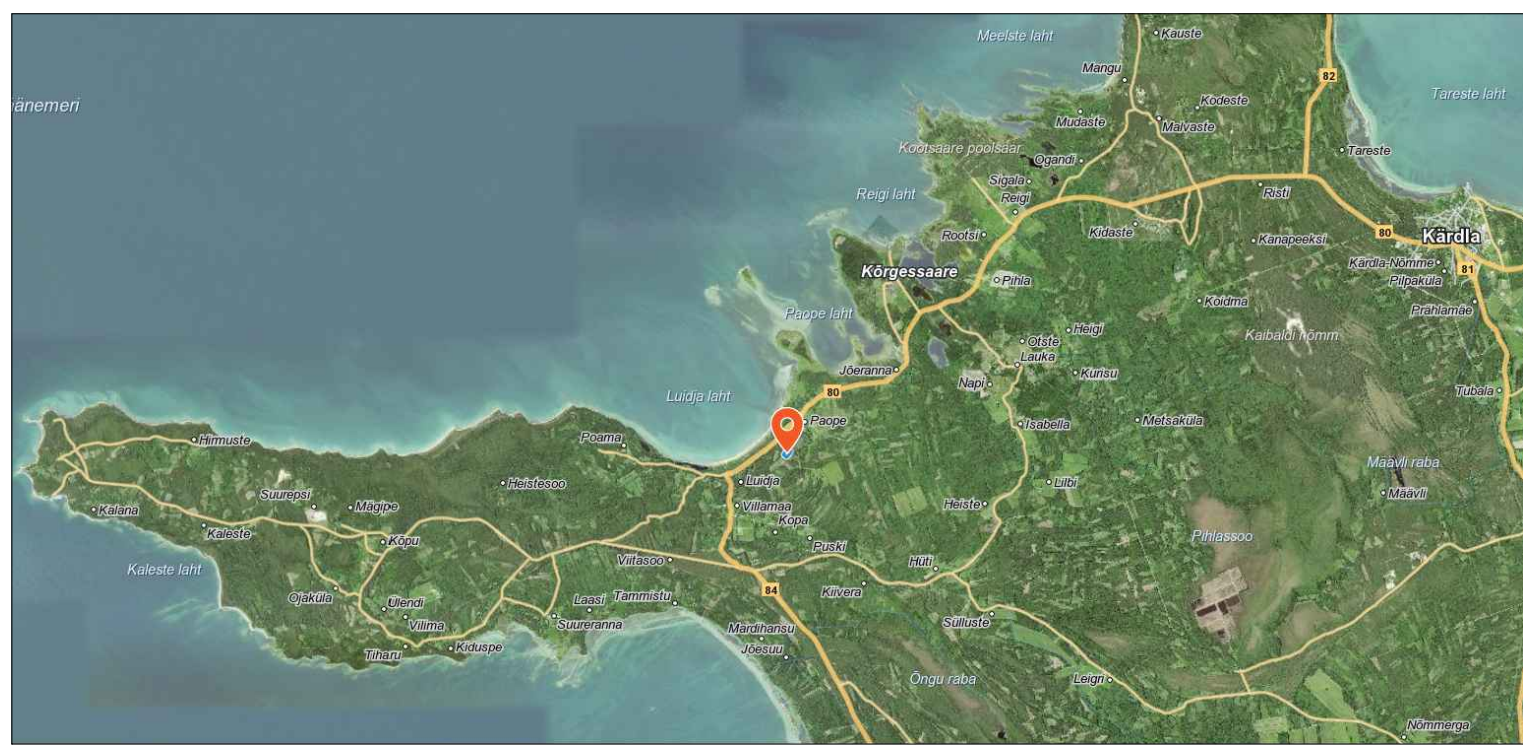 Meelste laht
Kauste
Mangu
82
änemeri
Tareste laht
Kodeste
Mudaste
Malvaste
Kootsaare poolsaar
Ogandi
Tareste
Sigala
Risti
Reigi laht
Reigi
Rootsi
Kidaste
80
Kanapeeksi
Kärdla
Kõrgessaare
Kärdla-Nõmme
81
Pihla
Pilpaküla
Koidma
Prählamäe
Paope laht
Heigi
Kaibaldi nõmm
Otste
Lauka
Jõeranna
Kurisu
Napi
80
Tubala
Luidja laht
Paope
Isabella
Metsaküla
Hirmuste
Poama
Määvli raba
Heistesoo
Luidja
Lilbi
Määvli
Suurepsi
Mägipe
Villamaa
Heiste
Kalana
Kaleste
Kopa
Kõpu
Puski
Pihlassoo
Viitasoo
Hüti
Kaleste laht
Kiivera
84
Ojaküla
Ülendi
Laasi
Tammistu
Vilima
Suureranna
Sülluste
Mardihansu
Tiharu
Kiduspe
Jõesuu
Õngu raba
Leigri
Nõmmerga